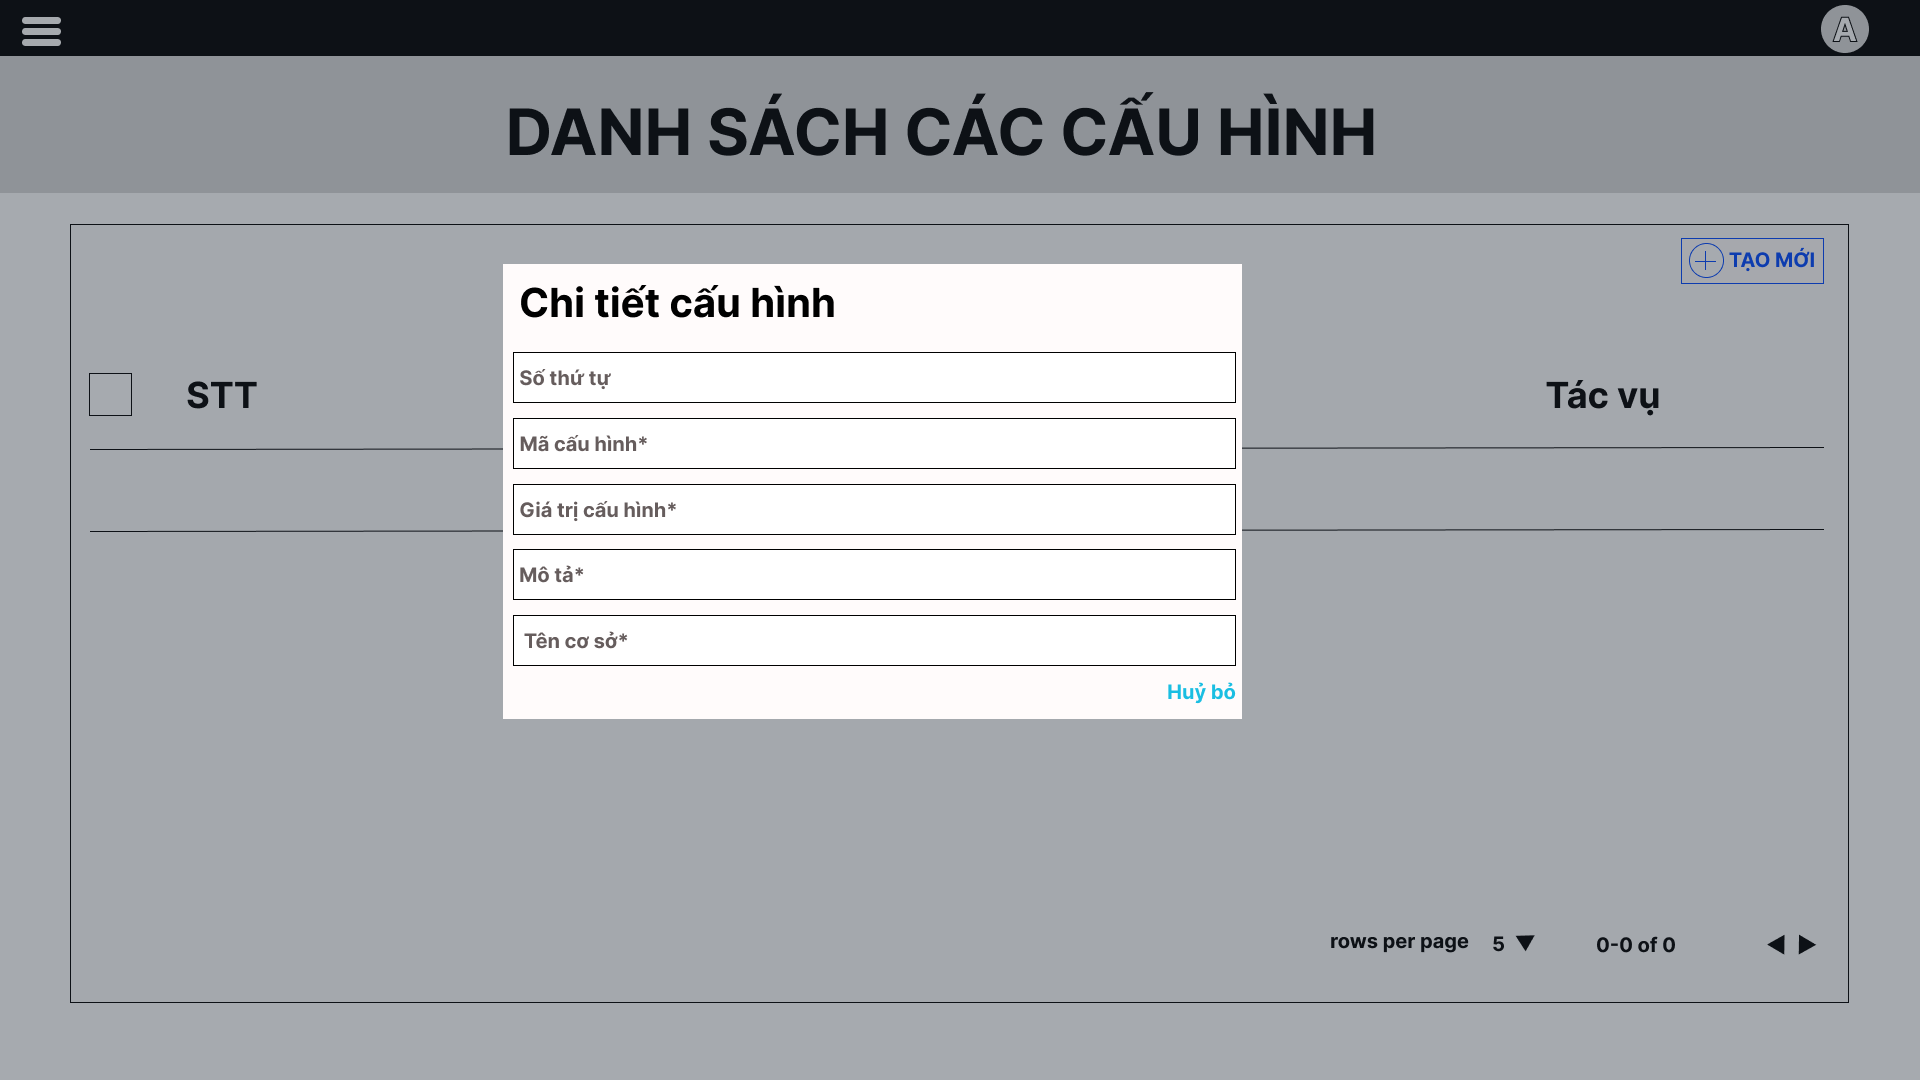 A
DANH SÁCH CÁC CẤU HÌNH
TẠO MỚI
Chi tiết cấu hình
Số thứ tự
STT
Tác vụ
Mã cấu hình*
Giá trị cấu hình*
Mô tả*
Tên cơ sở*
Huỷ bỏ
rows per page 5 0-0 of 0